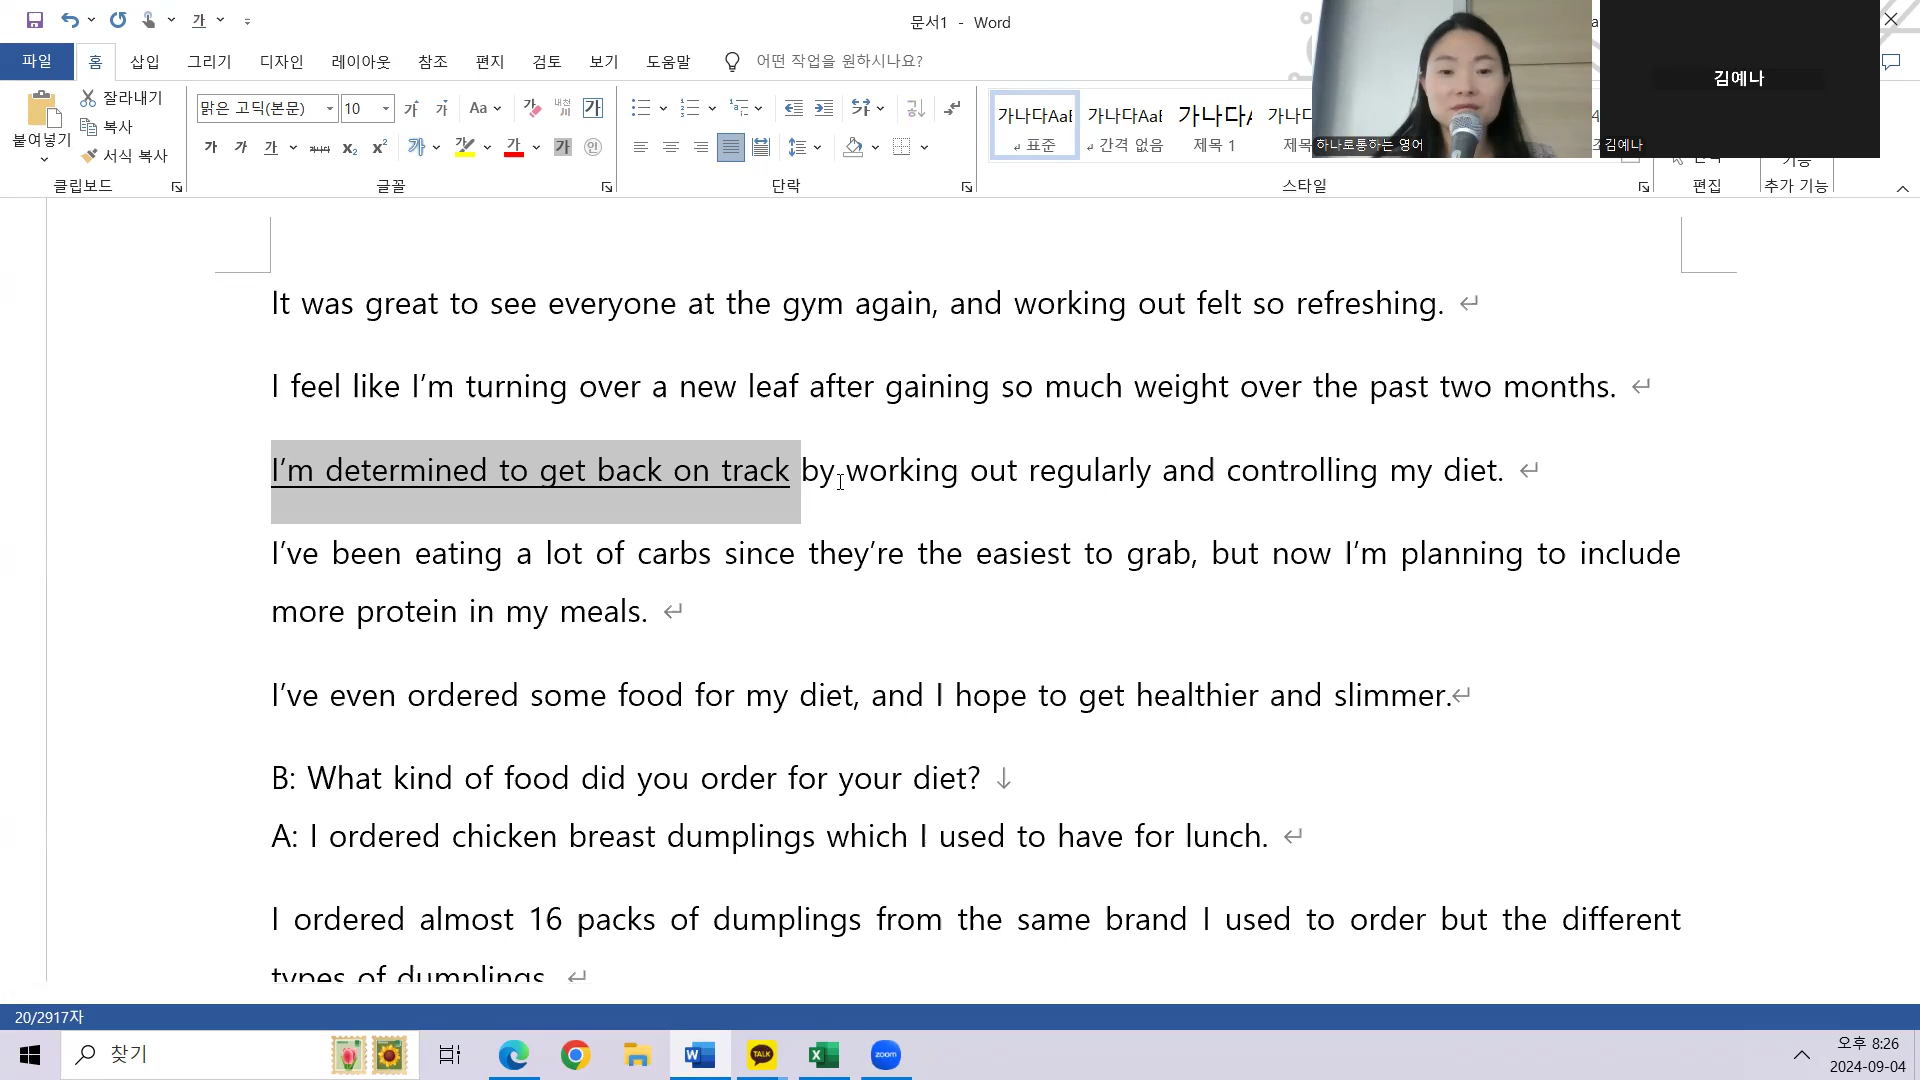 문서1 - Word
파일 홈 삽입 그리기 디자인 레이아웃 참조 편지 검토 보기 도움말 어떤 작업을 원하시나요?
붙여넣기
잘라내기
복사
서식 복사
클립보드
맑은 고딕(본문) 10
글꼴
단락
가나다AaB
표준
가나다AaB
간격 없음
가나다
제목 1
제목
스타일
편집
기능
추가 기능
하나로통하는 영어
김예나
김예나
It was great to see everyone at the gym again, and working out felt so refreshing.
I feel like I'm turning over a new leaf after gaining so much weight over the past two months.
I'm determined to get back on track by working out regularly and controlling my diet.
I've been eating a lot of carbs since they're the easiest to grab, but now I'm planning to include
more protein in my meals.
I've even ordered some food for my diet, and I hope to get healthier and slimmer.
B: What kind of food did you order for your diet?
A: I ordered chicken breast dumplings which I used to have for lunch.
I ordered almost 16 packs of dumplings from the same brand I used to order but the different
types of dumplings.
20/2917자
찾기
TALK
zoom
오후 8:26
2024-09-04